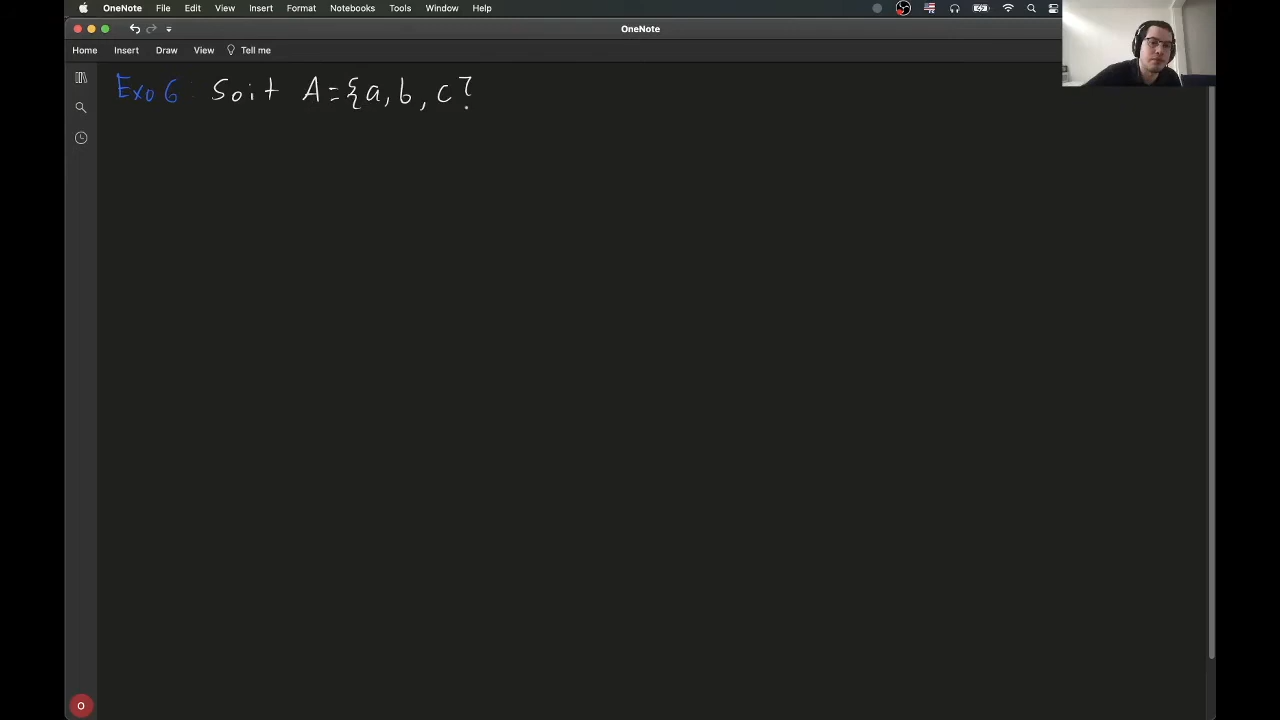 OneNote File Edit View Insert Format Notebooks Tools Window Help
OneNote
Home Insert Draw View Tell me
Exo 6 : Soit A = {a, b, c }
O